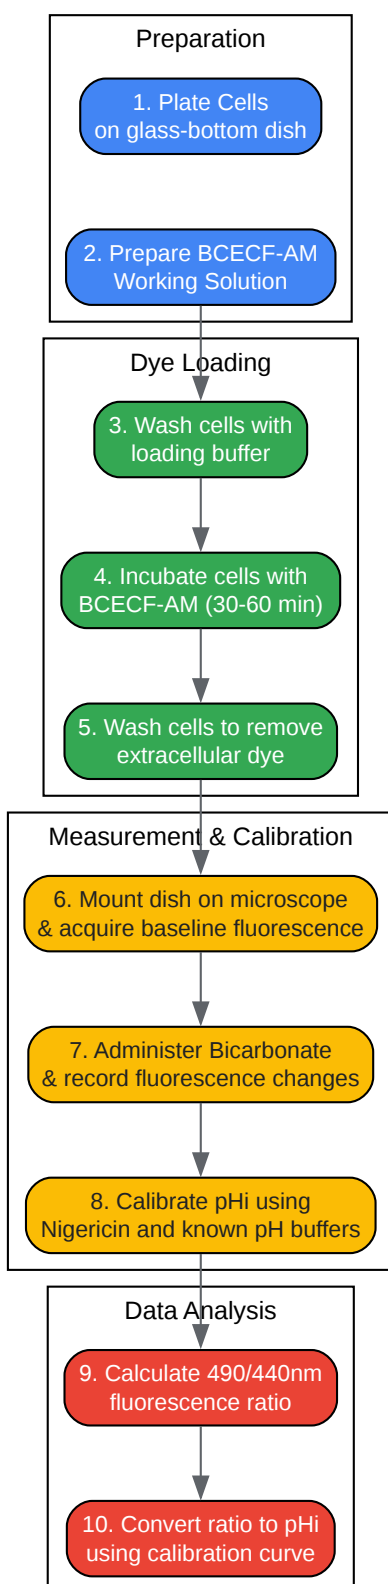 Preparation
1. Plate Cells
on glass-bottom dish
2. Prepare BCECF-AM
Working Solution
Dye Loading
3. Wash cells with
loading buffer
4. Incubate cells with
BCECF-AM (30-60 min)
5. Wash cells to remove
extracellular dye
Measurement & Calibration
6. Mount dish on microscope
& acquire baseline fluorescence
7. Administer Bicarbonate
& record fluorescence changes
8. Calibrate pHi using
Nigericin and known pH buffers
Data Analysis
9. Calculate 490/440nm
fluorescence ratio
10. Convert ratio to pHi
using calibration curve